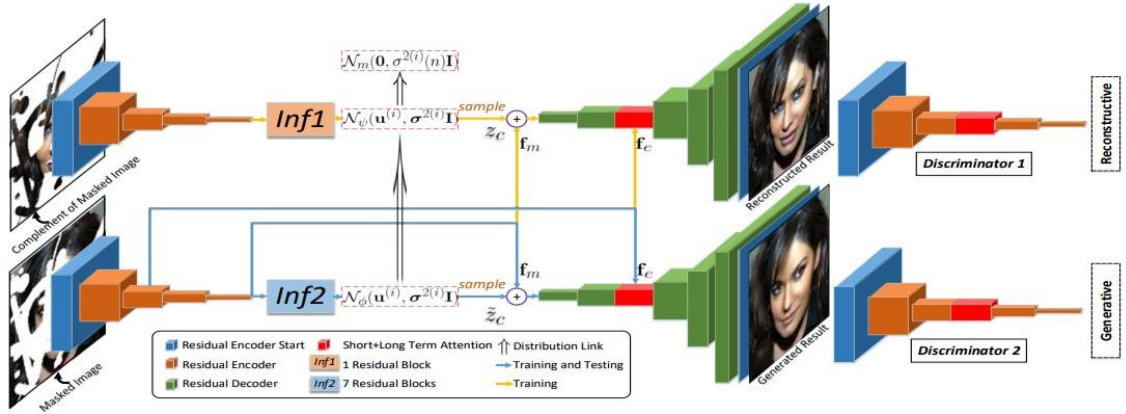 Complement of Masked Image
Inf1
𝒩_m(𝟎, σ^{2(i)}(n)𝐈)
𝒩_ψ(𝐮^{(i)}, 𝝈^{2(i)}𝐈)
sample
+
z_c
𝐟_m
𝐟_e
Reconstructed Result
Discriminator 1
Reconstructive
Masked Image
Inf2
𝒩_ϕ(𝐮^{(i)}, 𝝈^{2(i)}𝐈)
sample
+
z̃_c
𝐟_m
𝐟_e
Generated Result
Discriminator 2
Generative
Residual Encoder Start
Short+Long Term Attention
Distribution Link
Residual Encoder
Inf1 1 Residual Block
Training and Testing
Residual Decoder
Inf2 7 Residual Blocks
Training